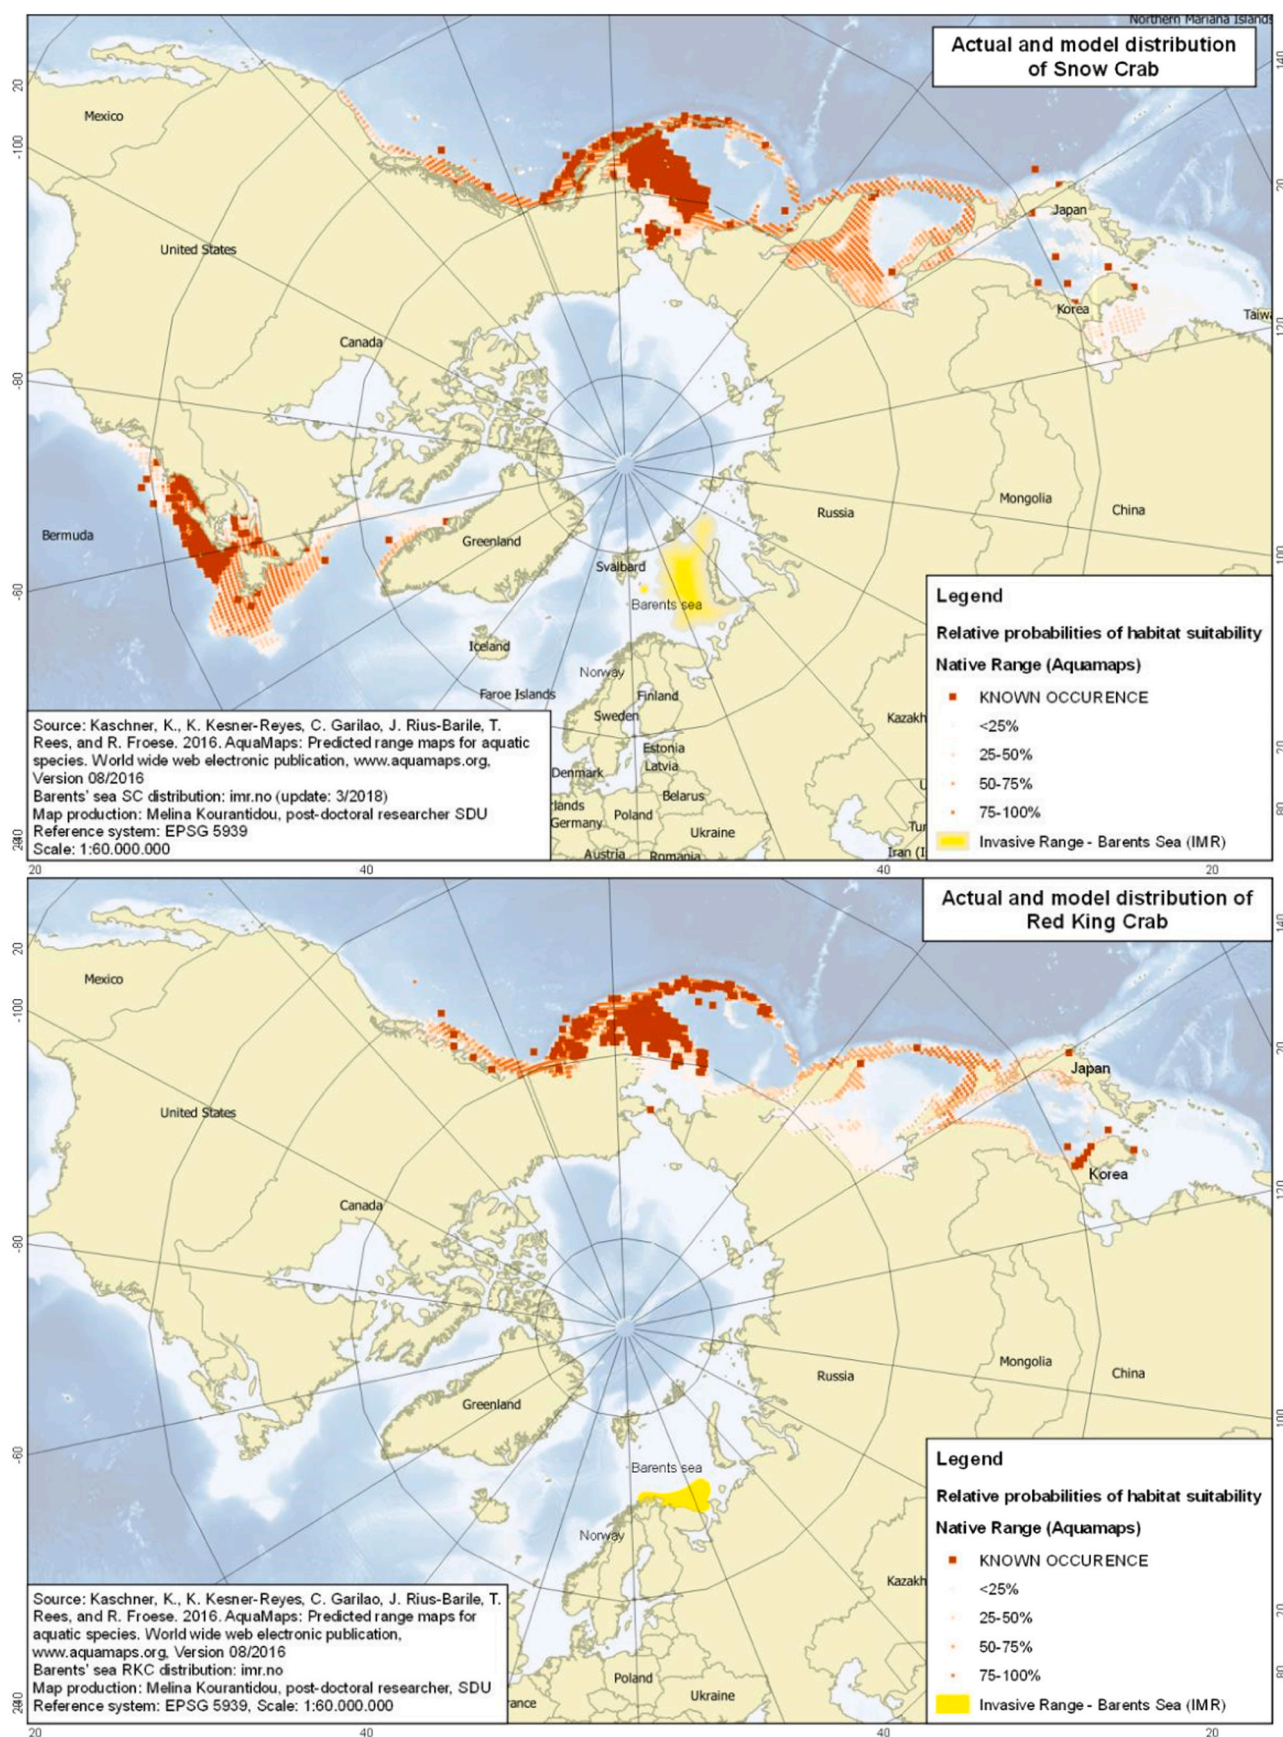 Northern Mariana Islands
Actual and model distribution
of Snow Crab
Mexico
United States
Canada
Japan
Korea
Bermuda
Greenland
Svalbard
Barents sea
Russia
Mongolia
China
Iceland
Norway
Faroe Islands
Finland
Sweden
Estonia
Latvia
Denmark
Belarus
Germany
Poland
Ukraine
Austria
Romania
Kazakh
Taiwa
Iran (I
Tur
U
lands
20
-100
-80
-60
40
20
40
40
20
140
120
100
80
Legend
Relative probabilities of habitat suitability
Native Range (Aquamaps)
KNOWN OCCURENCE
<25%
25-50%
50-75%
75-100%
Invasive Range - Barents Sea (IMR)
Source: Kaschner, K., K. Kesner-Reyes, C. Garilao, J. Rius-Barile, T.
Rees, and R. Froese. 2016. AquaMaps: Predicted range maps for aquatic
species. World wide web electronic publication, www.aquamaps.org,
Version 08/2016
Barents' sea SC distribution: imr.no (update: 3/2018)
Map production: Melina Kourantidou, post-doctoral researcher SDU
Reference system: EPSG 5939
Scale: 1:60.000.000
Actual and model distribution of
Red King Crab
Mexico
United States
Canada
Japan
Korea
Greenland
Barents sea
Norway
Russia
Mongolia
China
Kazakh
Poland
Ukraine
rance
20
-100
-80
-60
20
40
40
20
140
120
100
80
Legend
Relative probabilities of habitat suitability
Native Range (Aquamaps)
KNOWN OCCURENCE
<25%
25-50%
50-75%
75-100%
Invasive Range - Barents Sea (IMR)
Source: Kaschner, K., K. Kesner-Reyes, C. Garilao, J. Rius-Barile, T.
Rees, and R. Froese. 2016. AquaMaps: Predicted range maps for
aquatic species. World wide web electronic publication,
www.aquamaps.org, Version 08/2016
Barents' sea RKC distribution: imr.no
Map production: Melina Kourantidou, post-doctoral researcher, SDU
Reference system: EPSG 5939, Scale: 1:60.000.000